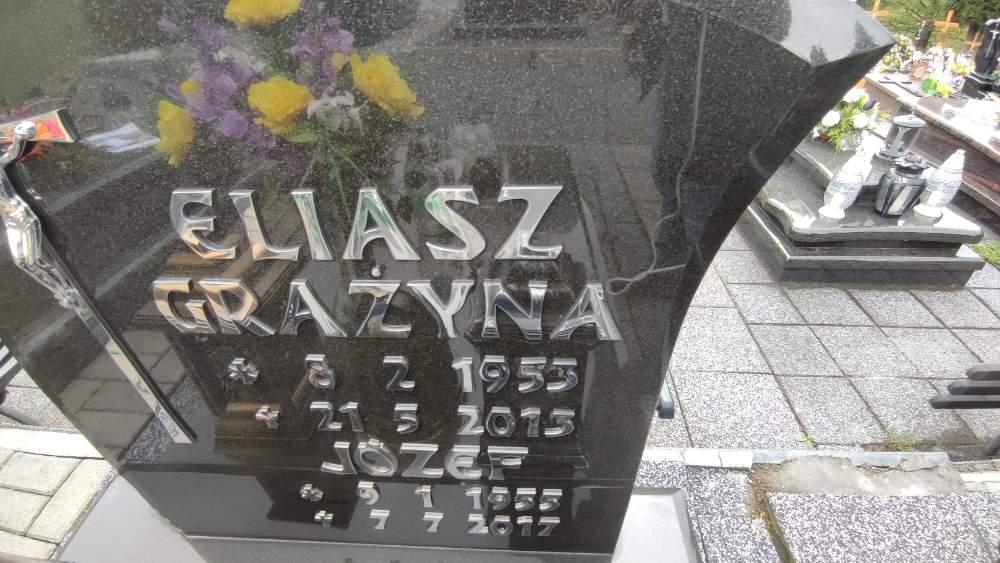 ELIASZ
GRAŻYNA
* 8 2 1953
+ 21 5 2015
JÓZEF
* 9 1 1955
+ 7 7 2017